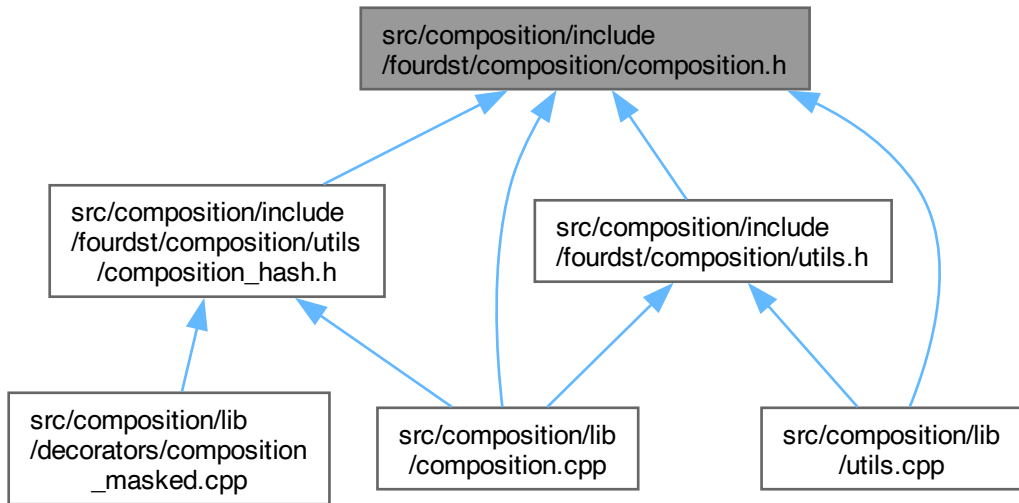 src/composition/include
/fourdst/composition/composition.h
src/composition/include
/fourdst/composition/utils
/composition_hash.h
src/composition/include
/fourdst/composition/utils.h
src/composition/lib
/decorators/composition
_masked.cpp
src/composition/lib
/composition.cpp
src/composition/lib
/utils.cpp